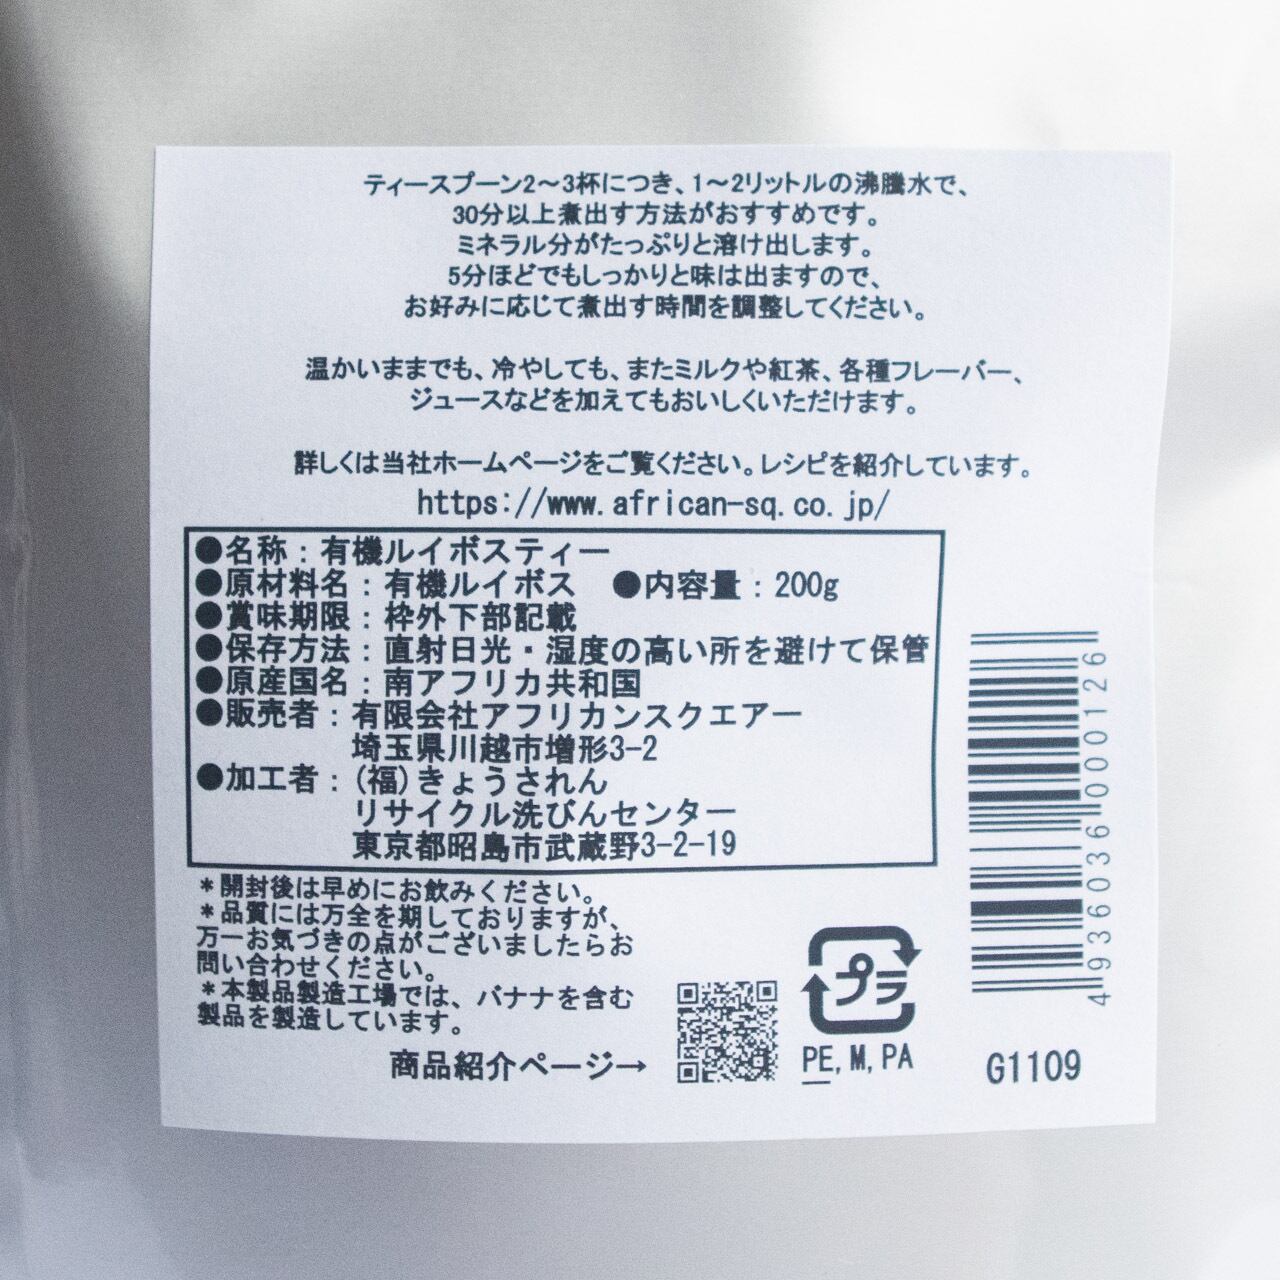 ティースプーン2〜3杯につき、1〜2リットルの沸騰水で、
30分以上煮出す方法がおすすめです。
ミネラル分がたっぷりと溶け出します。
5分ほどでもしっかりと味は出ますので、
お好みに応じて煮出す時間を調整してください。
温かいままでも、冷やしても、またミルクや紅茶、各種フレーバー、
ジュースなどを加えてもおいしくいただけます。
詳しくは当社ホームページをご覧ください。レシピを紹介しています。
https://www.african-sq.co.jp/
●名称：有機ルイボスティー
●原材料名：有機ルイボス ●内容量：200g
●賞味期限：枠外下部記載
●保存方法：直射日光・湿度の高い所を避けて保管
●原産国名：南アフリカ共和国
●販売者：有限会社アフリカンスクエアー
埼玉県川越市増形3-2
●加工者：(福)きょうされん
リサイクル洗びんセンター
東京都昭島市武蔵野3-2-19
＊開封後は早めにお飲みください。
＊品質には万全を期しておりますが、
万一お気づきの点がございましたらお
問い合わせください。
＊本製品製造工場では、バナナを含む
製品を製造しています。
商品紹介ページ→
プラ
PE,M,PA
G1109
4936036000126